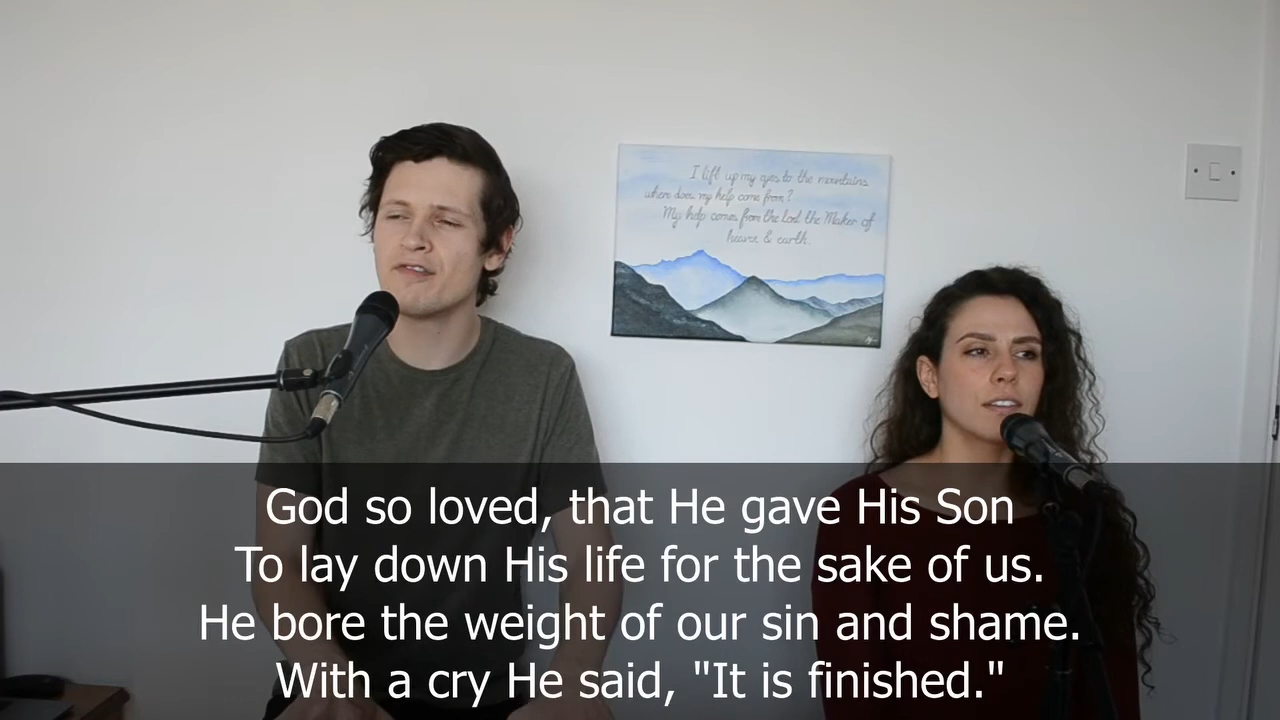 I lift up my eyes to the mountains
where does my help come from?
My help comes from the Lord the Maker of
heaven & earth.
God so loved, that He gave His Son
To lay down His life for the sake of us.
He bore the weight of our sin and shame.
With a cry He said, "It is finished."